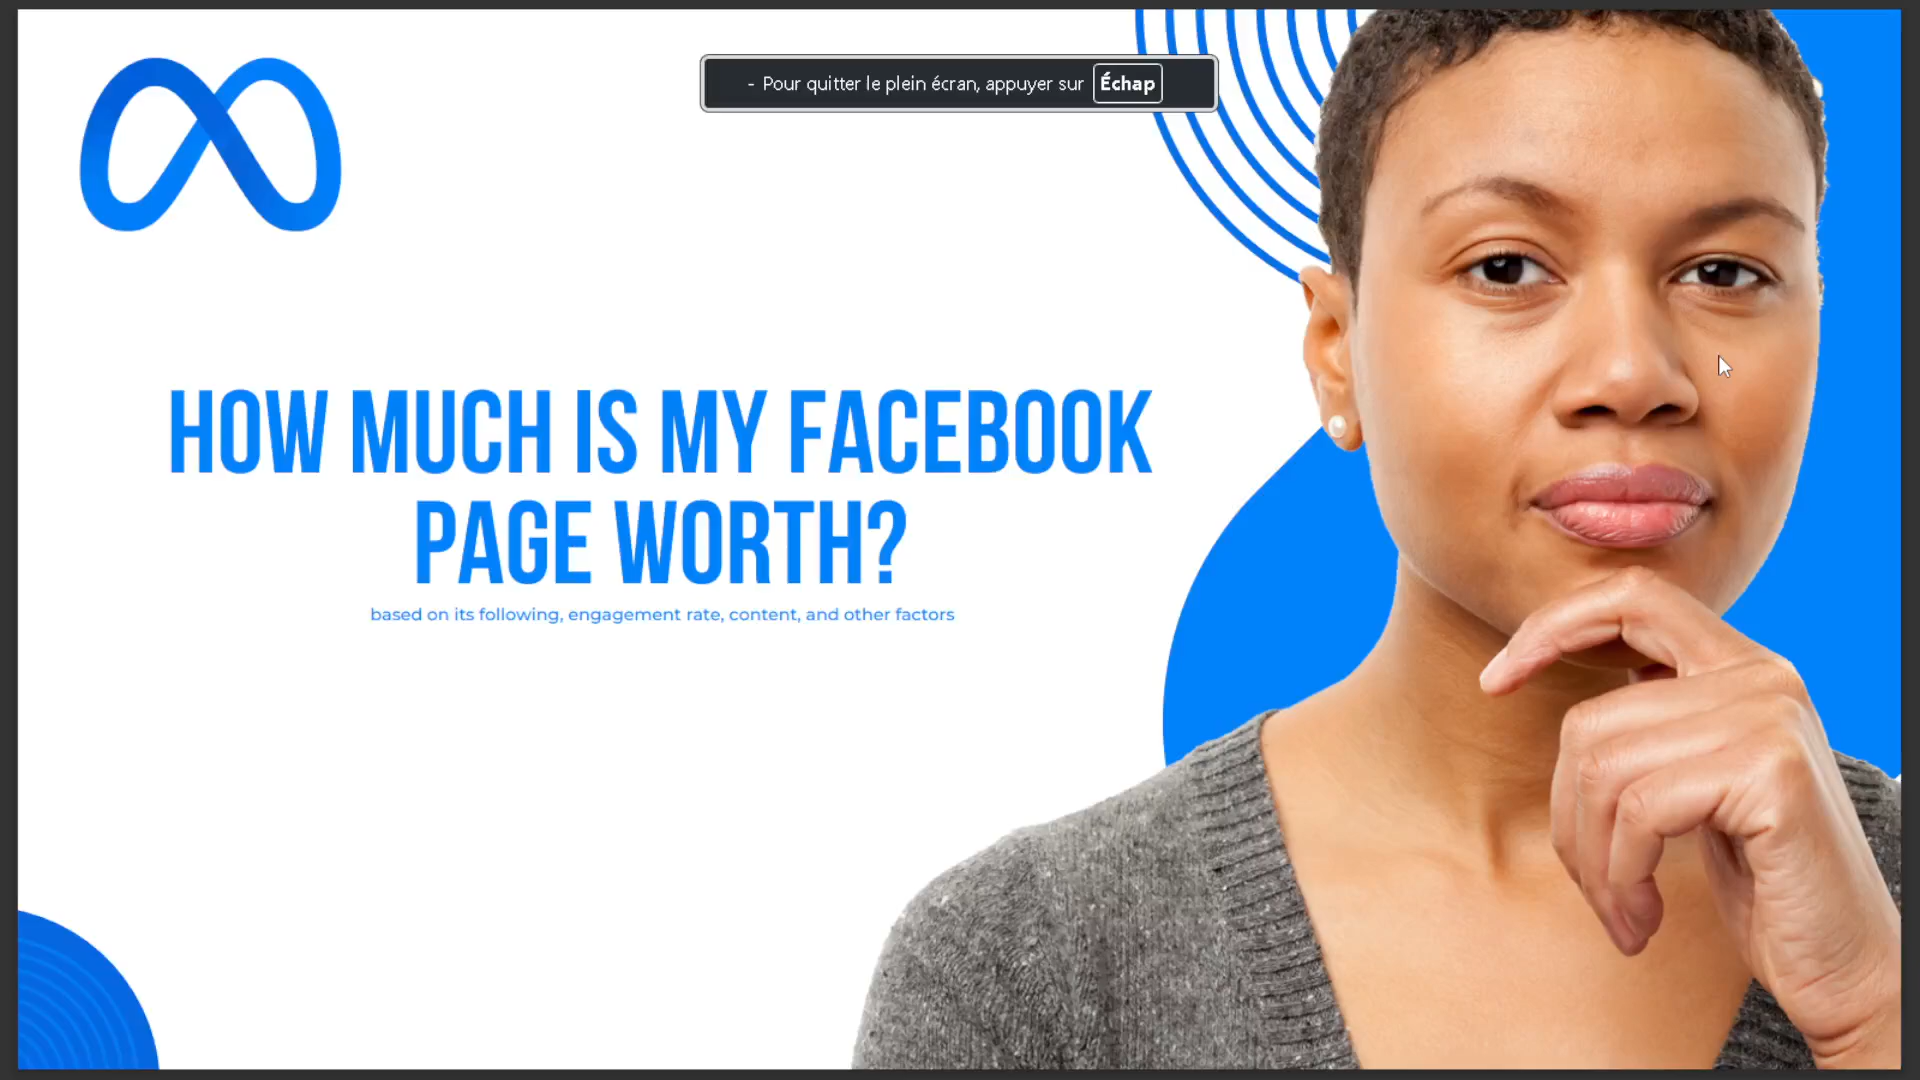 - Pour quitter le plein écran, appuyer sur Échap
HOW MUCH IS MY FACEBOOK
PAGE WORTH?
based on its following, engagement rate, content, and other factors